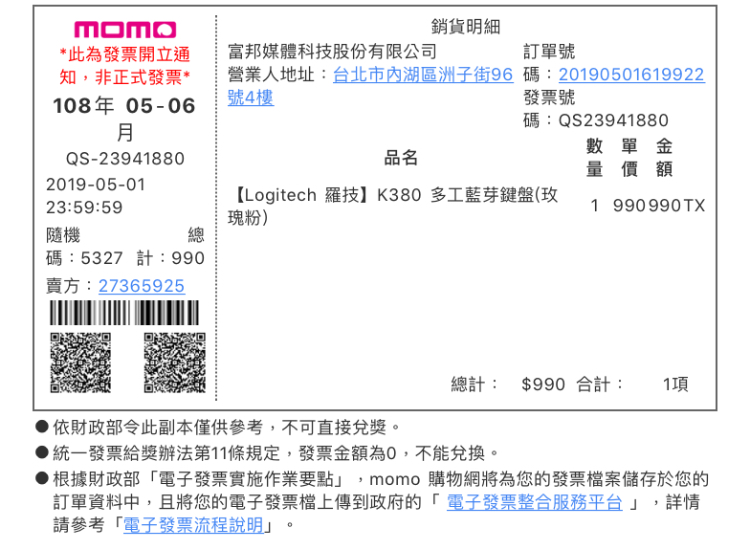 momo
*此為發票開立通
知，非正式發票*
108年 05-06
月
QS-23941880
2019-05-01
23:59:59
隨機 總
碼：5327 計：990
賣方：27365925
銷貨明細
富邦媒體科技股份有限公司
營業人地址：台北市內湖區洲子街96
號4樓
訂單號
碼：20190501619922
發票號
碼：QS23941880
品名
數 單 金
量 價 額
【Logitech 羅技】K380 多工藍芽鍵盤(玫
瑰粉)
1 990 990TX
總計： $990 合計： 1項
●依財政部令此副本僅供參考，不可直接兌獎。
●統一發票給獎辦法第11條規定，發票金額為0，不能兌換。
●根據財政部「電子發票實施作業要點」，momo 購物網將為您的發票檔案儲存於您的
訂單資料中，且將您的電子發票檔上傳到政府的「 電子發票整合服務平台 」，詳情
請參考「電子發票流程說明」。